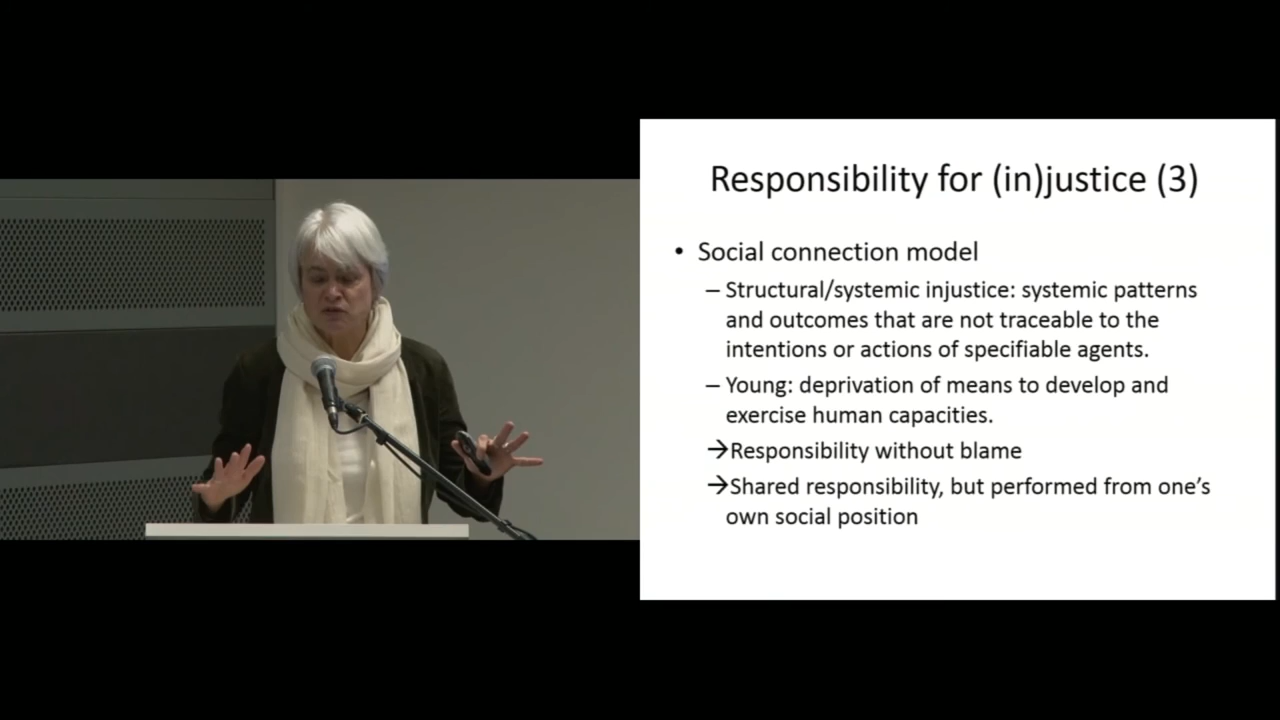 Responsibility for (in)justice (3)
• Social connection model
– Structural/systemic injustice: systemic patterns
and outcomes that are not traceable to the
intentions or actions of specifiable agents.
– Young: deprivation of means to develop and
exercise human capacities.
→Responsibility without blame
→Shared responsibility, but performed from one’s
own social position